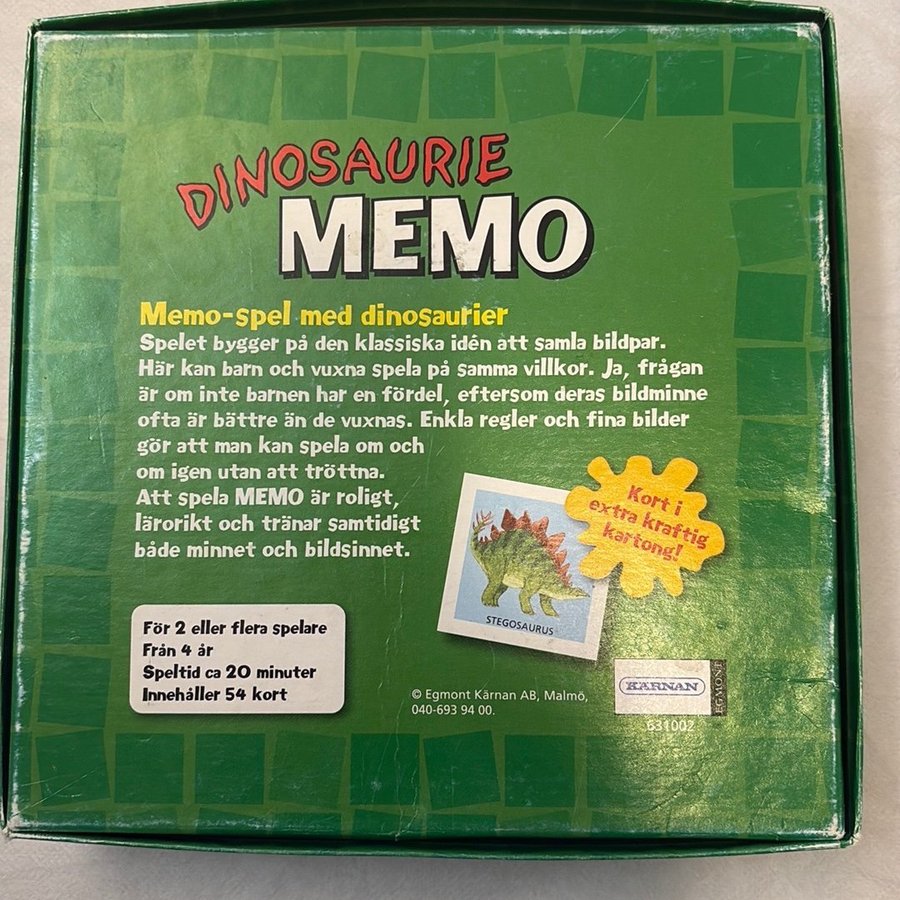 DINOSAURIE
MEMO
Memo-spel med dinosaurier
Spelet bygger på den klassiska idén att samla bildpar.
Här kan barn och vuxna spela på samma villkor. Ja, frågan
är om inte barnen har en fördel, eftersom deras bildminne
ofta är bättre än de vuxnas. Enkla regler och fina bilder
gör att man kan spela om och
om igen utan att tröttna.
Att spela MEMO är roligt,
lärorikt och tränar samtidigt
både minnet och bildsinnet.
Kort i
extra kraftig
kartong!
STEGOSAURUS
För 2 eller flera spelare
Från 4 år
Speltid ca 20 minuter
Innehåller 54 kort
© Egmont Kärnan AB, Malmö,
040-693 94 00.
KÄRNAN
EGMONT
631002